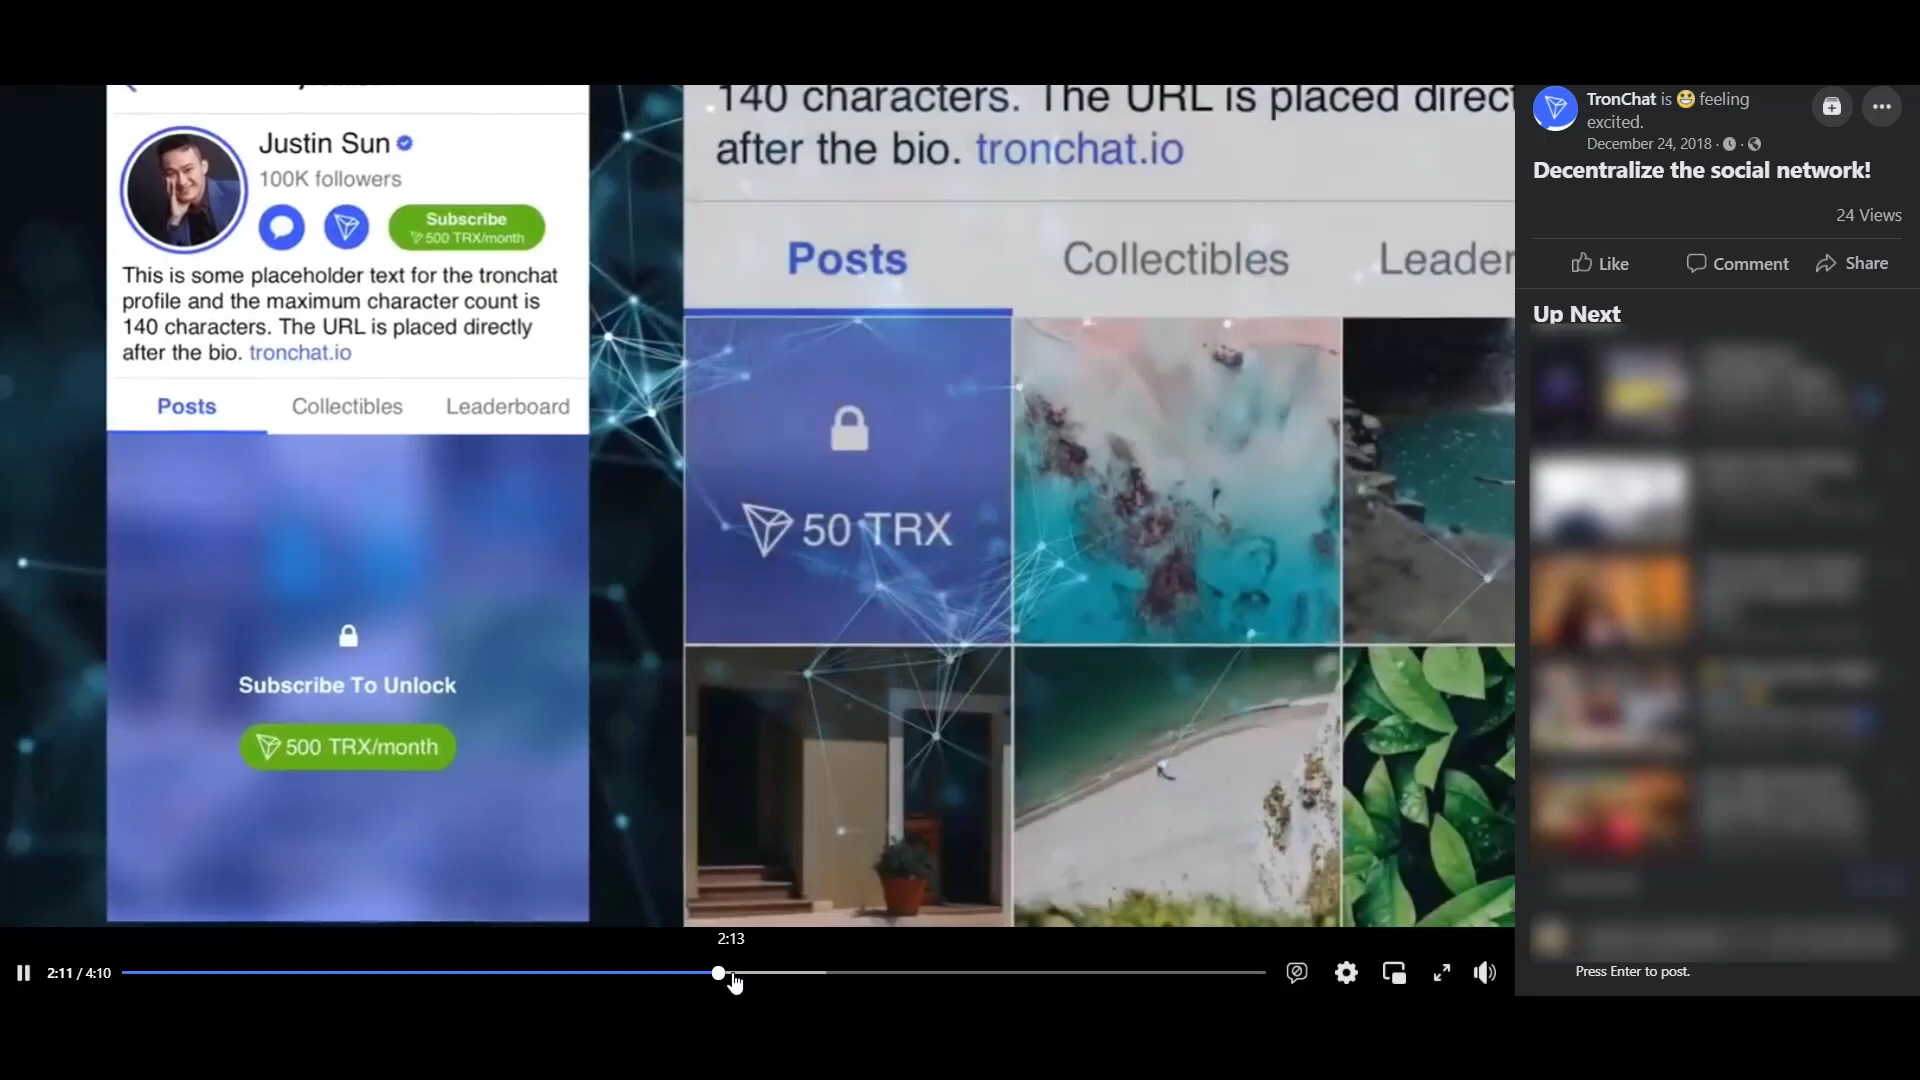 Justin Sun
100K followers
Subscribe
500 TRX/month
This is some placeholder text for the tronchat
profile and the maximum character count is
140 characters. The URL is placed directly
after the bio. tronchat.io
Posts Collectibles Leaderboard
Subscribe To Unlock
500 TRX/month
140 characters. The URL is placed direct
after the bio. tronchat.io
Posts Collectibles Leader
50 TRX
2:13
2:11 / 4:10
TronChat is 😀 feeling
excited.
December 24, 2018 ·
Decentralize the social network!
24 Views
Like Comment Share
Up Next
Press Enter to post.